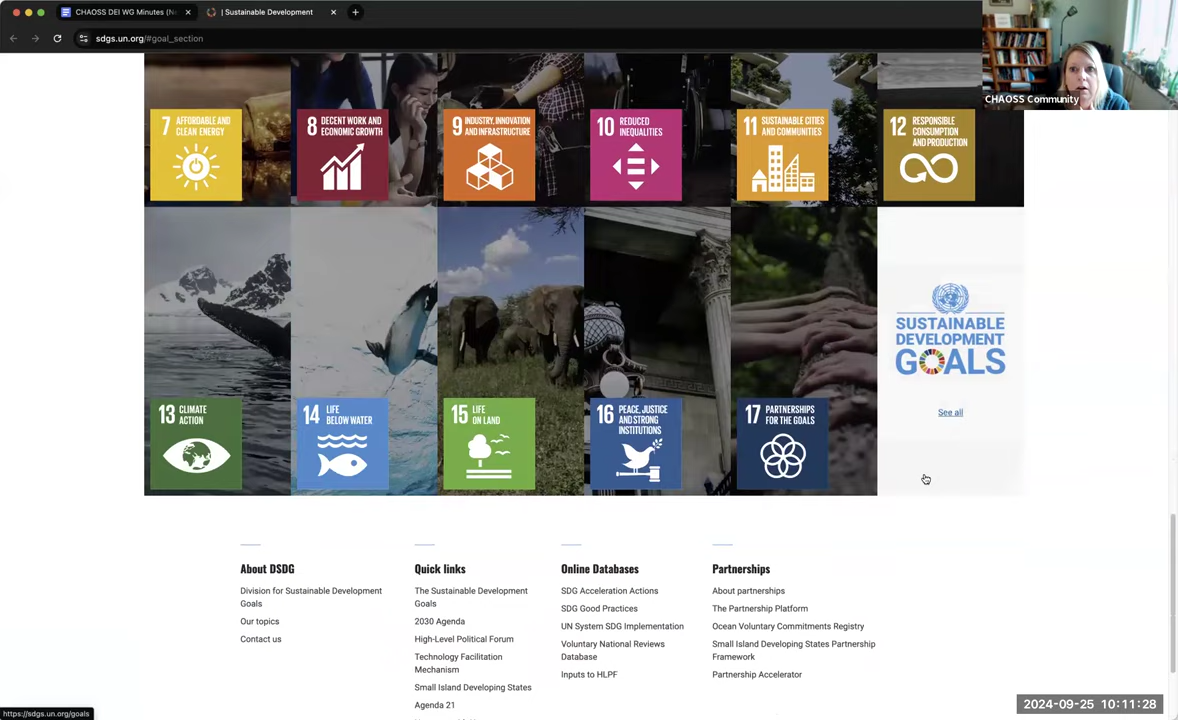 CHAOSS DEI WG Minutes (Ne
| Sustainable Development
sdgs.un.org/#goal_section
CHAOSS Community
7 AFFORDABLE AND
CLEAN ENERGY
8 DECENT WORK AND
ECONOMIC GROWTH
9 INDUSTRY, INNOVATION
AND INFRASTRUCTURE
10 REDUCED
INEQUALITIES
11 SUSTAINABLE CITIES
AND COMMUNITIES
12 RESPONSIBLE
CONSUMPTION
AND PRODUCTION
13 CLIMATE
ACTION
14 LIFE
BELOW WATER
15 LIFE
ON LAND
16 PEACE, JUSTICE
AND STRONG
INSTITUTIONS
17 PARTNERSHIPS
FOR THE GOALS
SUSTAINABLE
DEVELOPMENT
GOALS
See all
About DSDG
Division for Sustainable Development
Goals
Our topics
Contact us
Quick links
The Sustainable Development
Goals
2030 Agenda
High-Level Political Forum
Technology Facilitation
Mechanism
Small Island Developing States
Agenda 21
Online Databases
SDG Acceleration Actions
SDG Good Practices
UN System SDG Implementation
Voluntary National Reviews
Database
Inputs to HLPF
Partnerships
About partnerships
The Partnership Platform
Ocean Voluntary Commitments Registry
Small Island Developing States Partnership
Framework
Partnership Accelerator
https://sdgs.un.org/goals
2024-09-25 10:11:28